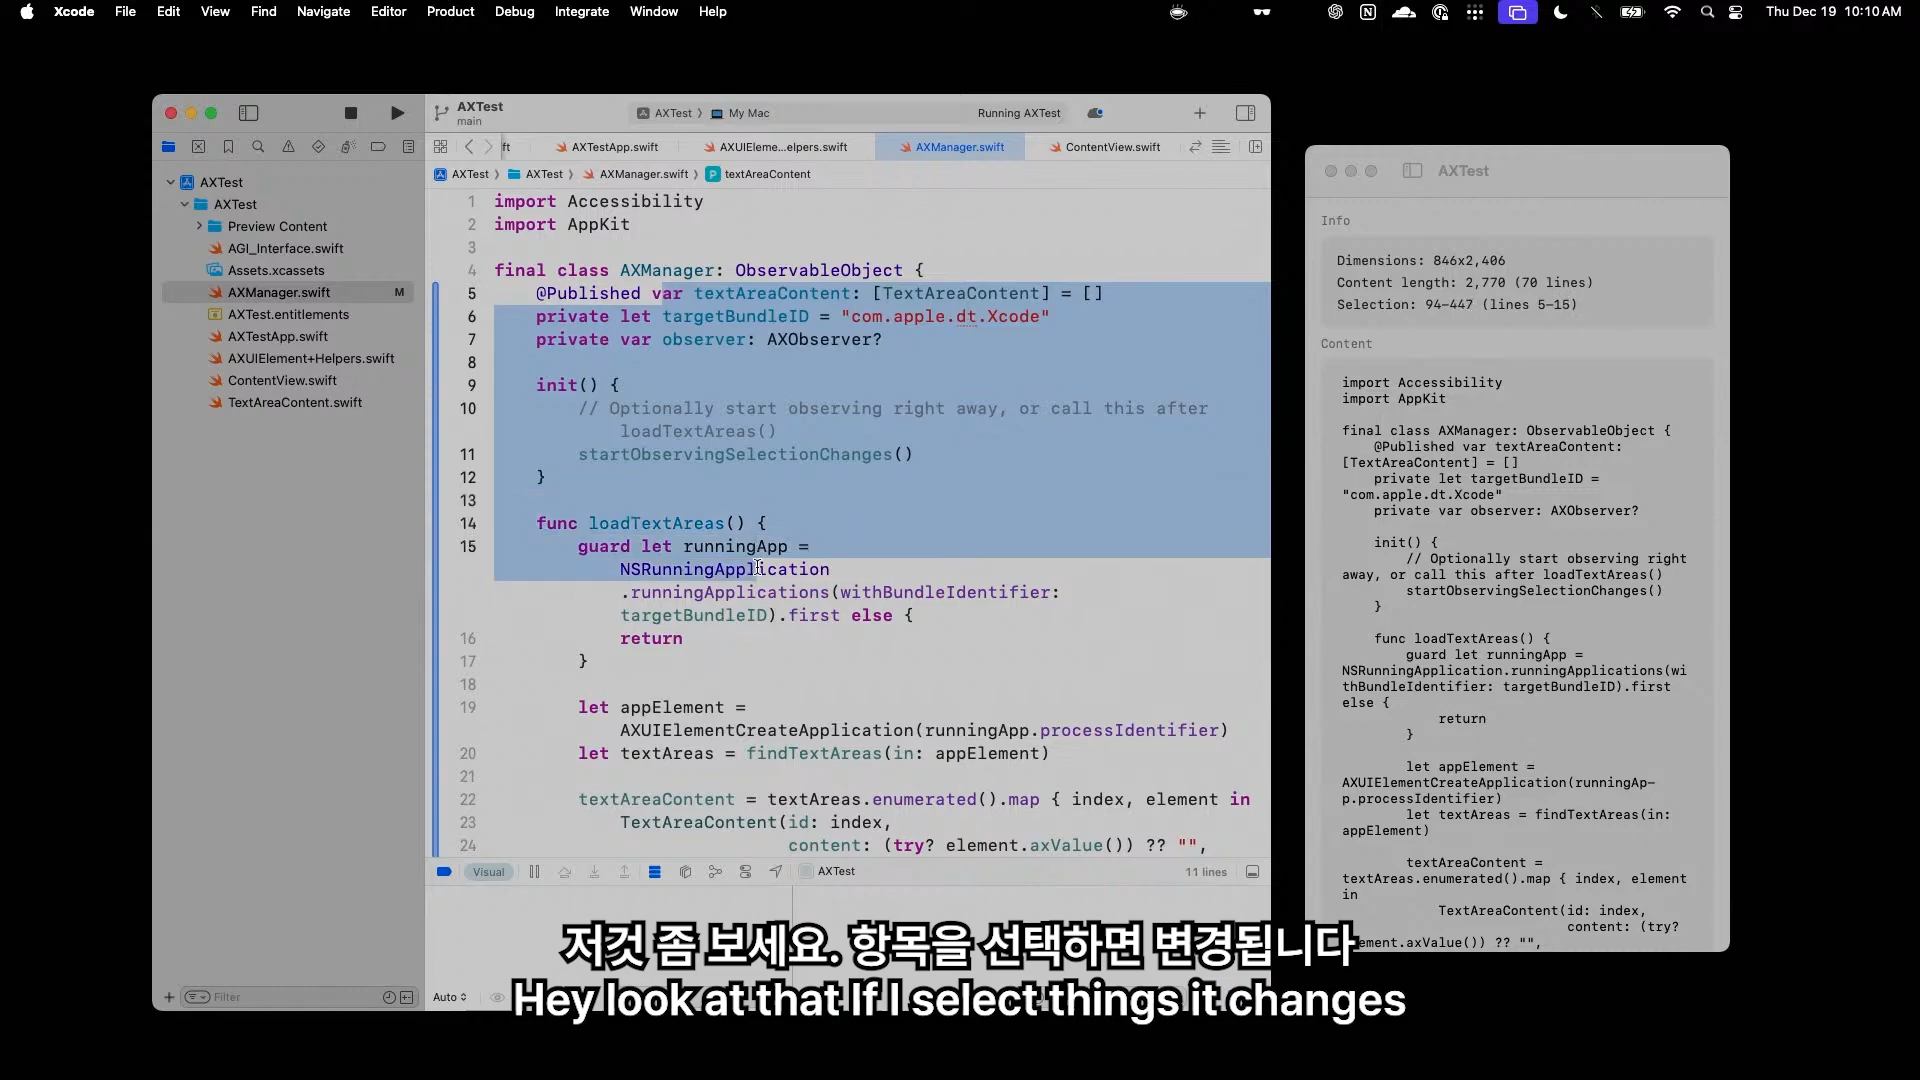 Xcode File Edit View Find Navigate Editor Product Debug Integrate Window Help Thu Dec 19 10:10 AM
AXTest
main
AXTest My Mac
Running AXTest
ft AXTestApp.swift AXUIEleme...elpers.swift AXManager.swift ContentView.swift
AXTest AXTest AXManager.swift P textAreaContent
AXTest
AXTest
Preview Content
AGI_Interface.swift
Assets.xcassets
AXManager.swift M
AXTest.entitlements
AXTestApp.swift
AXUIElement+Helpers.swift
ContentView.swift
TextAreaContent.swift
Filter
1 import Accessibility
2 import AppKit
3
4 final class AXManager: ObservableObject {
5 @Published var textAreaContent: [TextAreaContent] = []
6 private let targetBundleID = "com.apple.dt.Xcode"
7 private var observer: AXObserver?
8
9 init() {
10 // Optionally start observing right away, or call this after
loadTextAreas()
11 startObservingSelectionChanges()
12 }
13
14 func loadTextAreas() {
15 guard let runningApp =
NSRunningApplication
.runningApplications(withBundleIdentifier:
targetBundleID).first else {
16 return
17 }
18
19 let appElement =
AXUIElementCreateApplication(runningApp.processIdentifier)
20 let textAreas = findTextAreas(in: appElement)
21
22 textAreaContent = textAreas.enumerated().map { index, element in
23 TextAreaContent(id: index,
24 content: (try? element.axValue()) ?? "",
Visual AXTest 11 lines
Auto
AXTest
Info
Dimensions: 846x2,406
Content length: 2,770 (70 lines)
Selection: 94-447 (lines 5-15)
Content
import Accessibility
import AppKit
final class AXManager: ObservableObject {
@Published var textAreaContent:
[TextAreaContent] = []
private let targetBundleID =
"com.apple.dt.Xcode"
private var observer: AXObserver?
init() {
// Optionally start observing right
away, or call this after loadTextAreas()
startObservingSelectionChanges()
}
func loadTextAreas() {
guard let runningApp =
NSRunningApplication.runningApplications(wi
thBundleIdentifier: targetBundleID).first
else {
return
}
let appElement =
AXUIElementCreateApplication(runningAp-
p.processIdentifier)
let textAreas = findTextAreas(in:
appElement)
textAreaContent =
textAreas.enumerated().map { index, element
in
TextAreaContent(id: index,
content: (try?
element.axValue()) ?? "",
저것 좀 보세요. 항목을 선택하면 변경됩니다
Hey look at that If I select things it changes